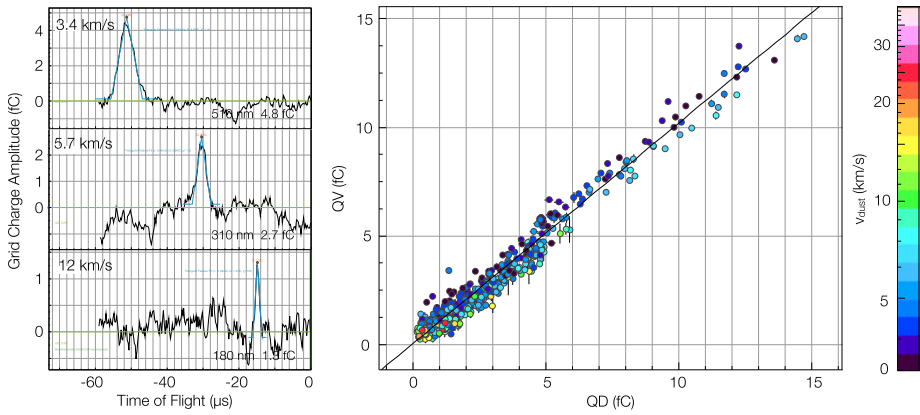 3.4 km/s
4
2
0
510 nm 4.8 fC
5.7 km/s
2
0
310 nm 2.7 fC
12 km/s
1
0
180 nm 1.9 fC
-60
-40
-20
0
Time of Flight (µs)
Grid Charge Amplitude (fC)
15
10
5
0
QV (fC)
0
5
10
15
QD (fC)
30
20
10
5
0
vdust (km/s)